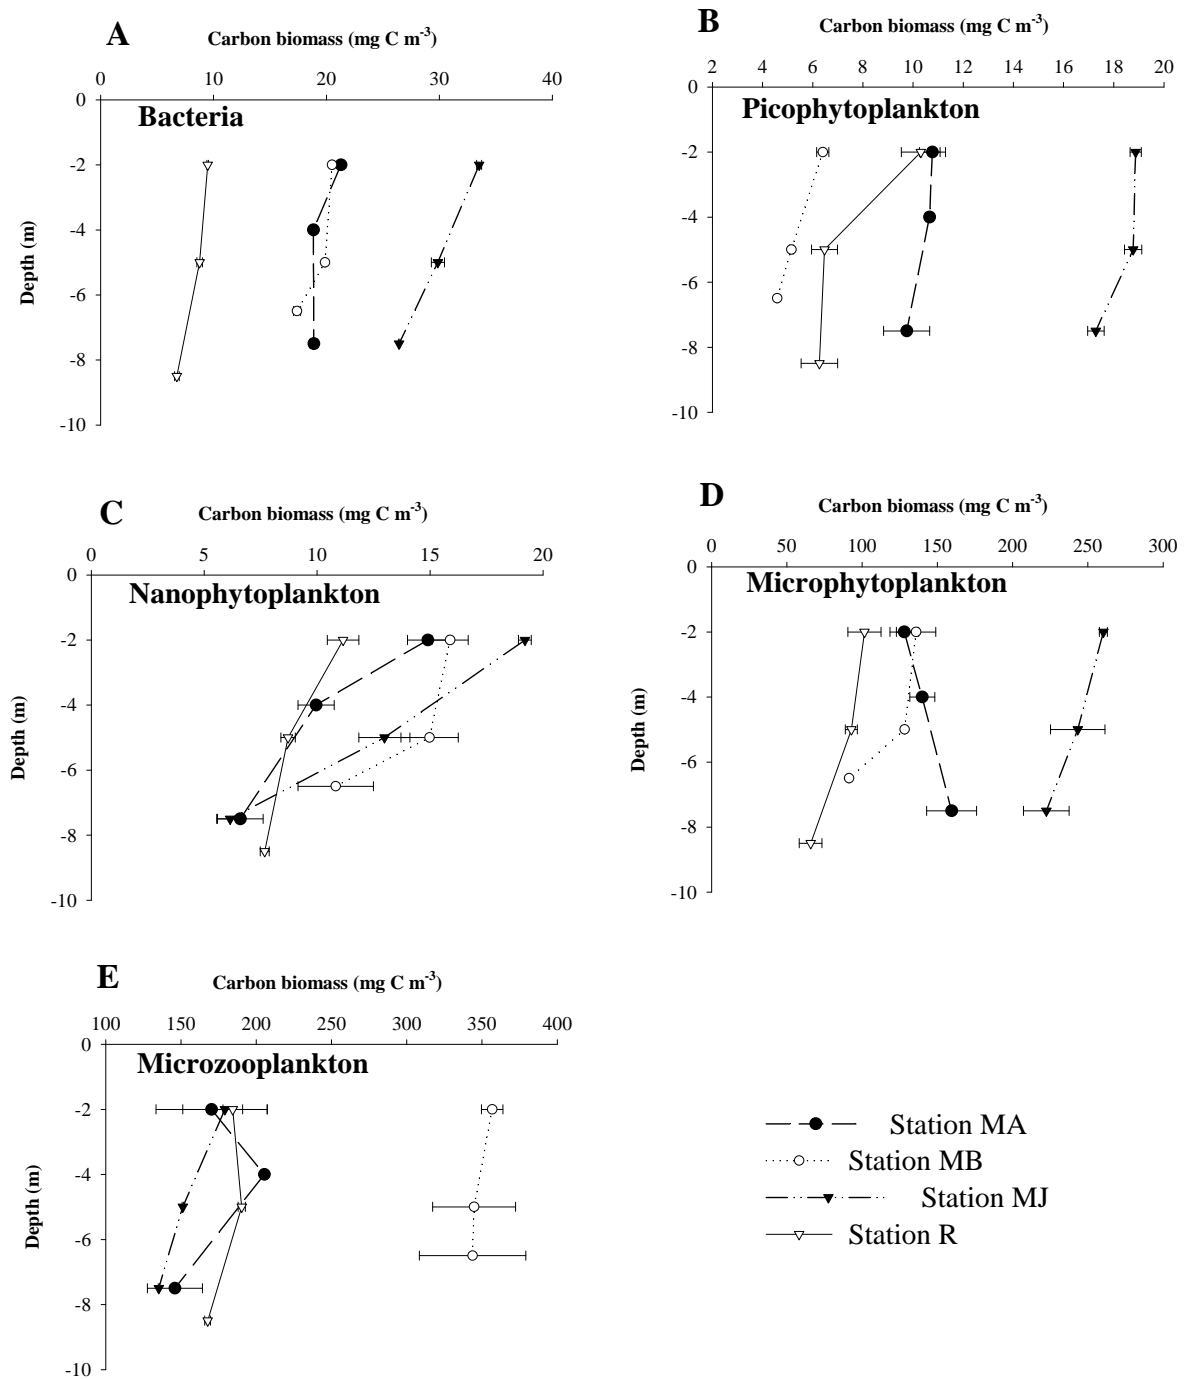 A
Carbon biomass (mg C m-3)
0 10 20 30 40
0
Bacteria
-2
-4
-6
-8
-10
Depth (m)
B
Carbon biomass (mg C m-3)
2 4 6 8 10 12 14 16 18 20
0
Picophytoplankton
-2
-4
-6
-8
-10
Depth (m)
C
Carbon biomass (mg C m-3)
0 5 10 15 20
0
Nanophytoplankton
-2
-4
-6
-8
-10
Depth (m)
D
Carbon biomass (mg C m-3)
0 50 100 150 200 250 300
0
Microphytoplankton
-2
-4
-6
-8
-10
Depth (m)
E
Carbon biomass (mg C m-3)
100 150 200 250 300 350 400
0
Microzooplankton
-2
-4
-6
-8
-10
Depth (m)
Station MA
Station MB
Station MJ
Station R